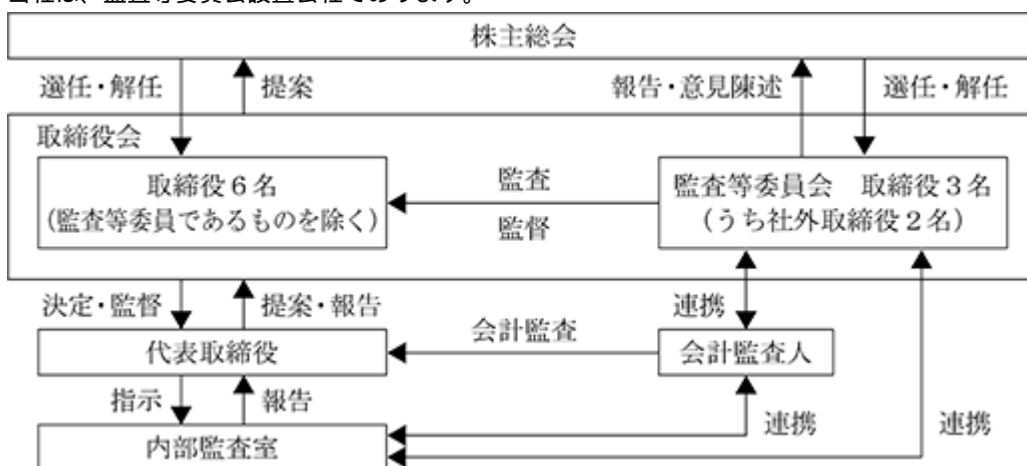 当社は、監査等委員会設置会社であります。
株主総会
選任・解任
提案
報告・意見陳述
選任・解任
取締役会
取締役6名
(監査等委員であるものを除く)
監査
監督
監査等委員会 取締役3名
(うち社外取締役2名)
決定・監督
提案・報告
連携
会計監査
代表取締役
会計監査人
指示
報告
連携
連携
内部監査室